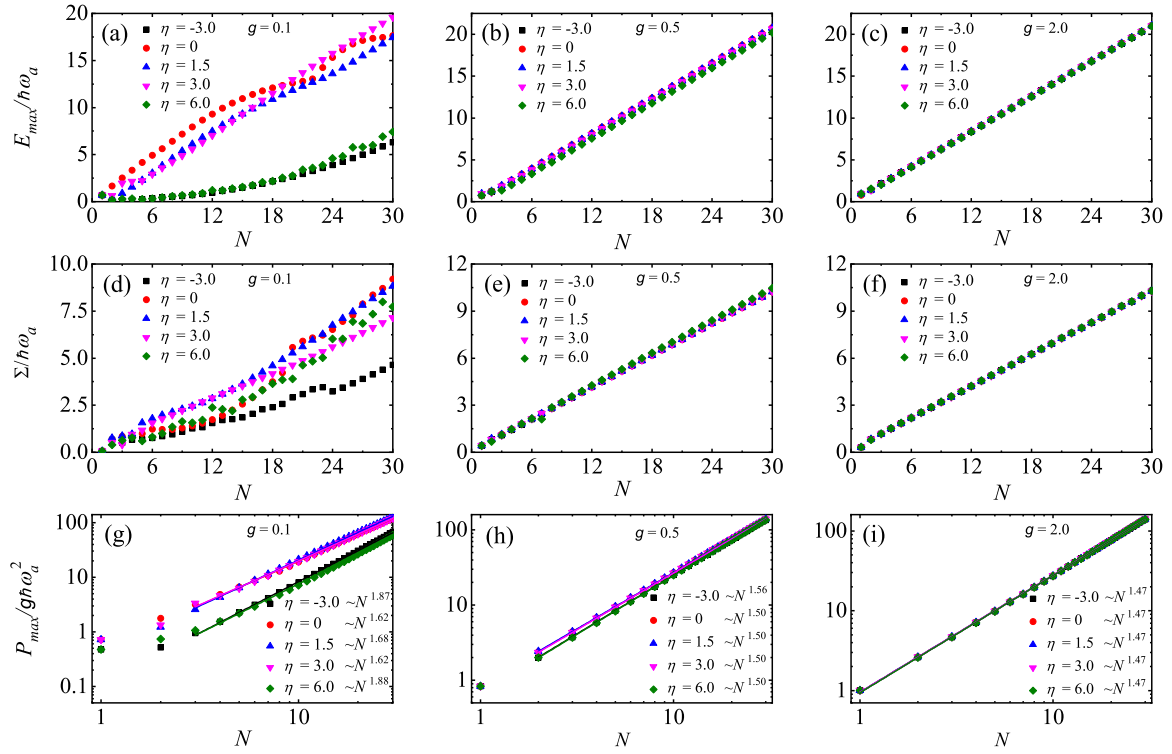 (a)
g = 0.1
η = -3.0
η = 0
η = 1.5
η = 3.0
η = 6.0
E_max/ħω_a
20
15
10
5
0
0 6 12 18 24 30
N
(b)
g = 0.5
η = -3.0
η = 0
η = 1.5
η = 3.0
η = 6.0
20
15
10
5
0
0 6 12 18 24 30
N
(c)
g = 2.0
η = -3.0
η = 0
η = 1.5
η = 3.0
η = 6.0
20
15
10
5
0
0 6 12 18 24 30
N
(d)
g = 0.1
η = -3.0
η = 0
η = 1.5
η = 3.0
η = 6.0
Σ/ħω_a
10.0
7.5
5.0
2.5
0.0
0 6 12 18 24 30
N
(e)
g = 0.5
η = -3.0
η = 0
η = 1.5
η = 3.0
η = 6.0
12
9
6
3
0
0 6 12 18 24 30
N
(f)
g = 2.0
η = -3.0
η = 0
η = 1.5
η = 3.0
η = 6.0
12
9
6
3
0
0 6 12 18 24 30
N
(g)
g = 0.1
η = -3.0 ~N^1.87
η = 0 ~N^1.62
η = 1.5 ~N^1.68
η = 3.0 ~N^1.62
η = 6.0 ~N^1.88
P_max/għω_a^2
100
10
1
0.1
1 10
N
(h)
g = 0.5
η = -3.0 ~N^1.56
η = 0 ~N^1.50
η = 1.5 ~N^1.50
η = 3.0 ~N^1.50
η = 6.0 ~N^1.50
100
10
1
1 10
N
(i)
g = 2.0
η = -3.0 ~N^1.47
η = 0 ~N^1.47
η = 1.5 ~N^1.47
η = 3.0 ~N^1.47
η = 6.0 ~N^1.47
100
10
1
1 10
N